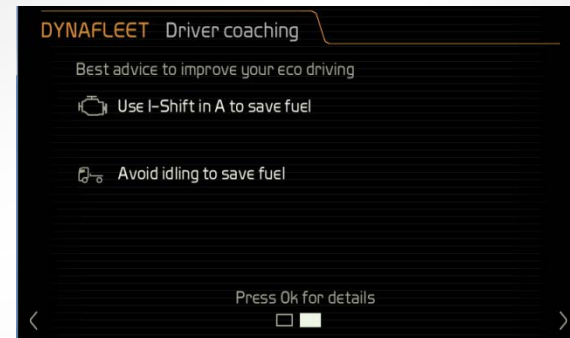 DYNAFLEET Driver coaching
Best advice to improve your eco driving
Use I-Shift in A to save fuel
Avoid idling to save fuel
Press Ok for details